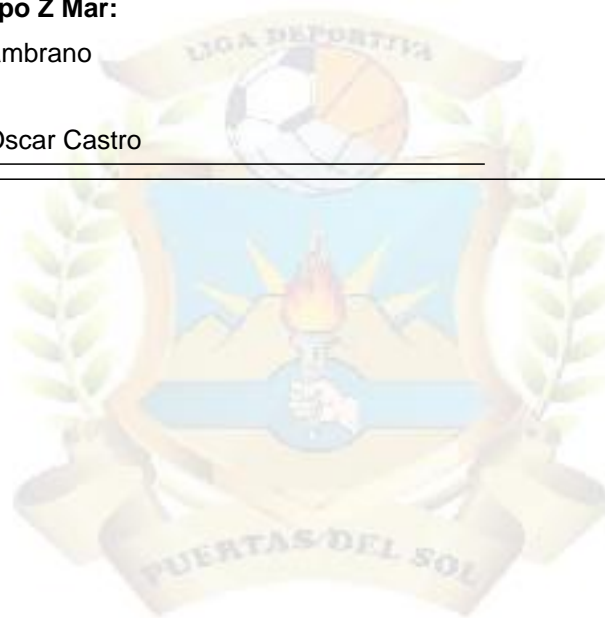 po Z Mar:
mbrano
Oscar Castro
LIGA DEPORTIVA
PUERTAS DEL SOL